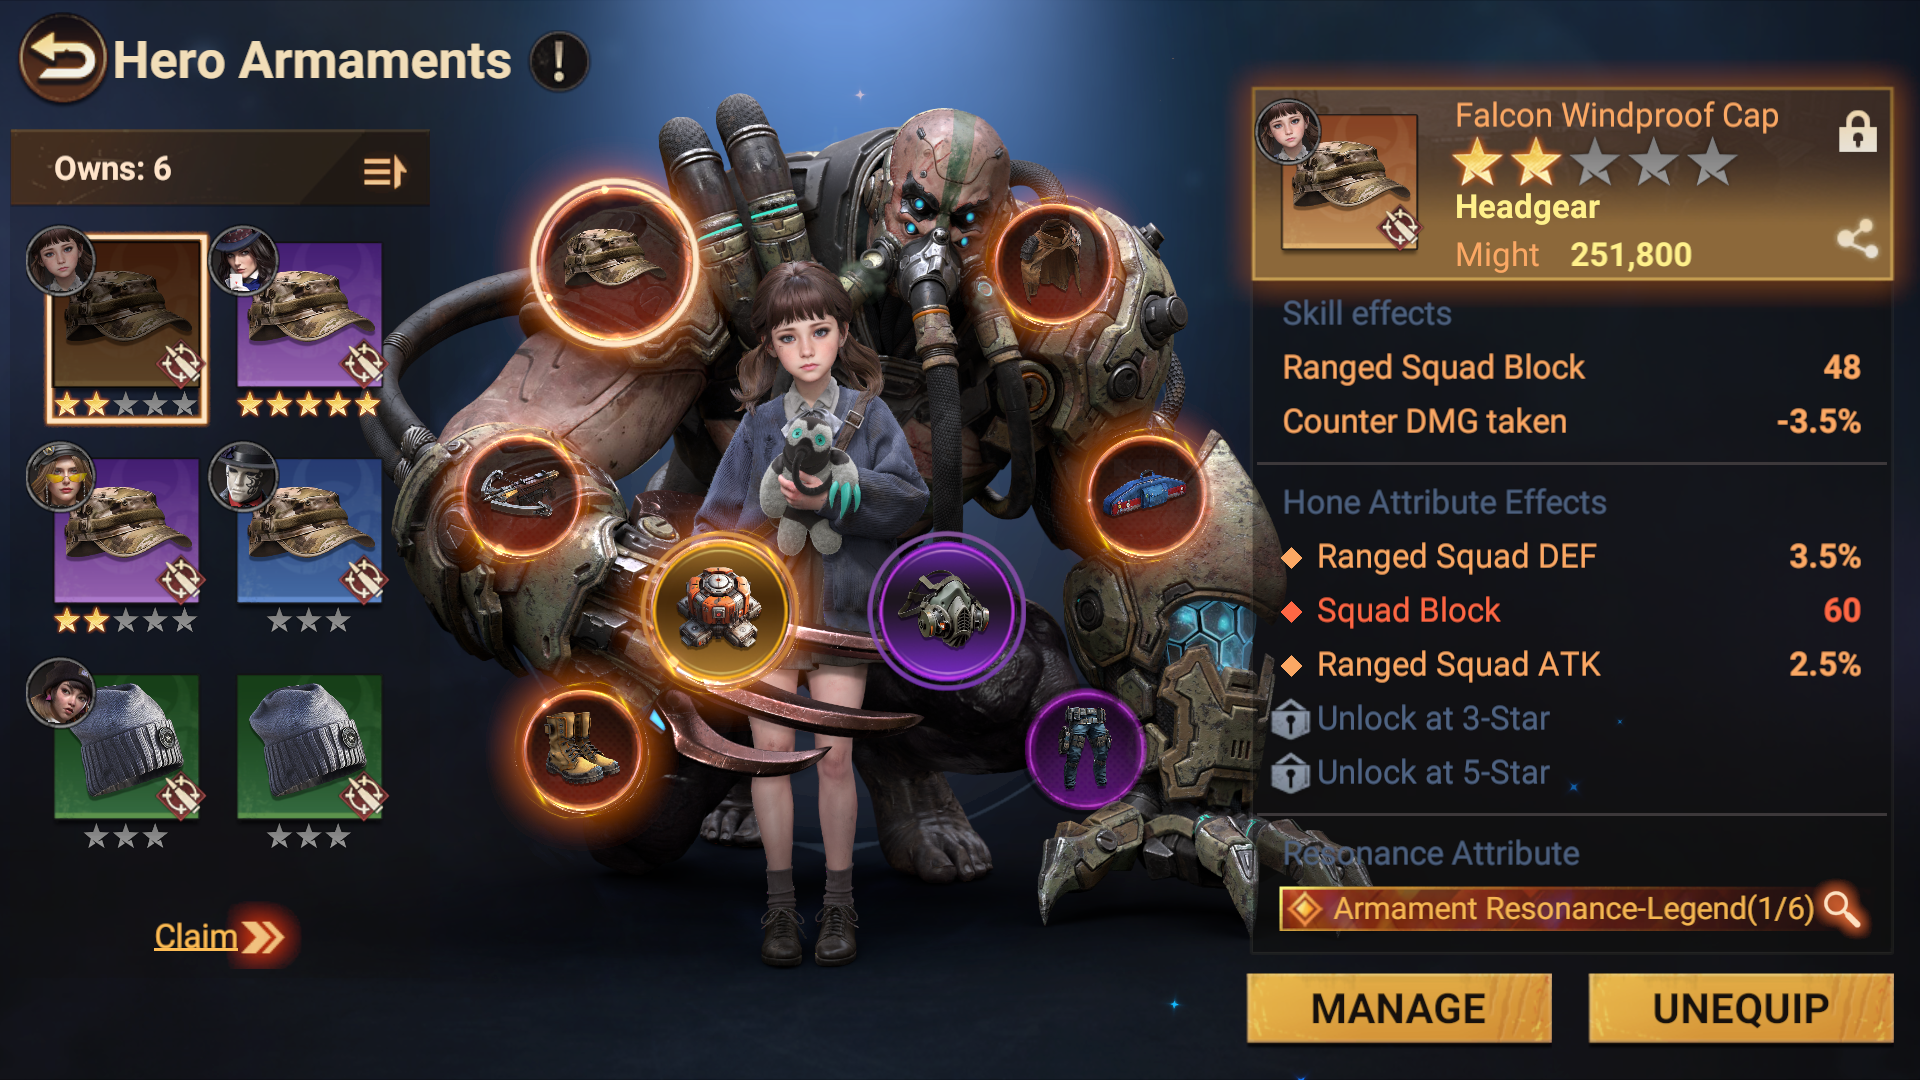 Hero Armaments
Owns: 6
Claim
Falcon Windproof Cap
Headgear
Might 251,800
Skill effects
Ranged Squad Block 48
Counter DMG taken -3.5%
Hone Attribute Effects
Ranged Squad DEF 3.5%
Squad Block 60
Ranged Squad ATK 2.5%
Unlock at 3-Star
Unlock at 5-Star
Resonance Attribute
Armament Resonance-Legend(1/6)
MANAGE
UNEQUIP